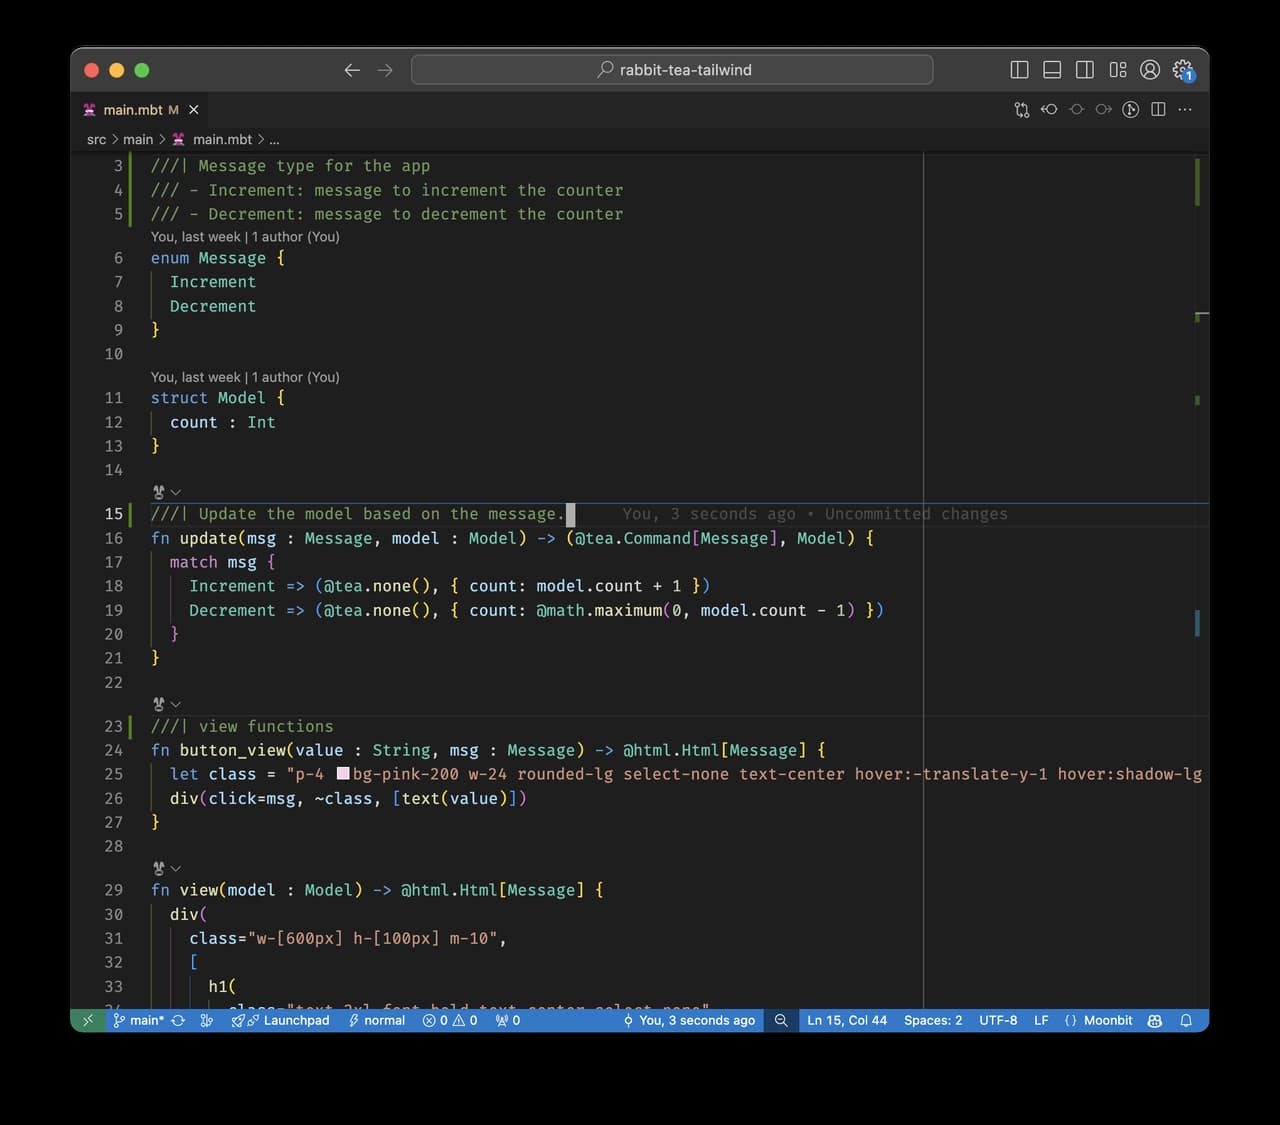 rabbit-tea-tailwind
1
main.mbt M
src > main > main.mbt > ...
3 ///| Message type for the app
4 /// - Increment: message to increment the counter
5 /// - Decrement: message to decrement the counter
You, last week | 1 author (You)
6 enum Message {
7 Increment
8 Decrement
9 }
10
You, last week | 1 author (You)
11 struct Model {
12 count : Int
13 }
14
15 ///| Update the model based on the message. You, 3 seconds ago • Uncommitted changes
16 fn update(msg : Message, model : Model) -> (@tea.Command[Message], Model) {
17 match msg {
18 Increment => (@tea.none(), { count: model.count + 1 })
19 Decrement => (@tea.none(), { count: @math.maximum(0, model.count - 1) })
20 }
21 }
22
23 ///| view functions
24 fn button_view(value : String, msg : Message) -> @html.Html[Message] {
25 let class = "p-4 bg-pink-200 w-24 rounded-lg select-none text-center hover:-translate-y-1 hover:shadow-lg
26 div(click=msg, ~class, [text(value)])
27 }
28
29 fn view(model : Model) -> @html.Html[Message] {
30 div(
31 class="w-[600px] h-[100px] m-10",
32 [
33 h1(
main* Launchpad normal 0 0 0 You, 3 seconds ago Ln 15, Col 44 Spaces: 2 UTF-8 LF {} Moonbit